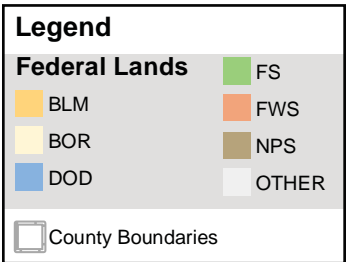 Legend
Federal Lands
BLM
BOR
DOD
FS
FWS
NPS
OTHER
County Boundaries